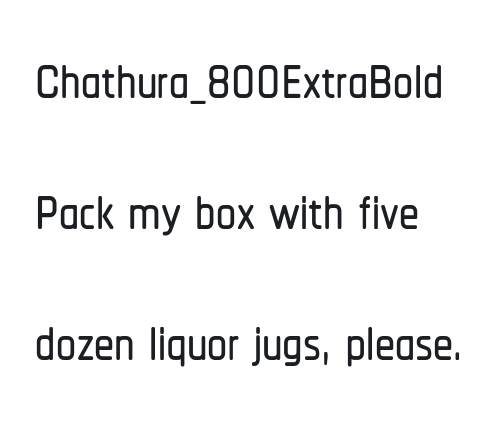 Chathura_800ExtraBold
Pack my box with five
dozen liquor jugs, please.